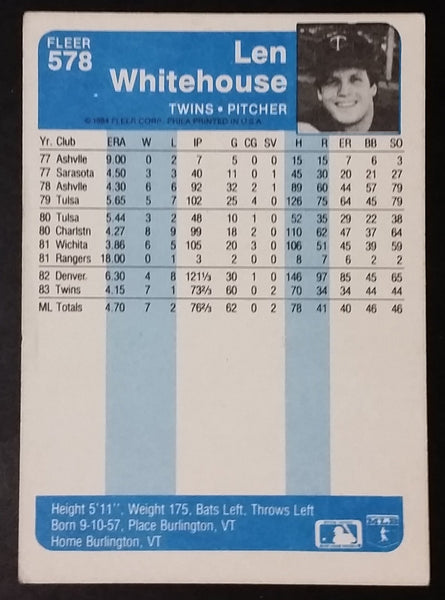 FLEER
578
Len
Whitehouse
TWINS • PITCHER
© 1984 FLEER CORP. PHILA PRINTED IN U.S.A.
Yr. Club ERA W L IP G CG SV H R ER BB SO
77 Ashvlle 9.00 0 2 7 5 0 0 15 15 7 6 3
77 Sarasota 4.50 3 3 40 11 0 1 45 30 20 21 27
78 Ashvlle 4.30 6 6 92 32 2 1 89 60 44 57 79
79 Tulsa 5.65 5 7 102 25 4 0 126 75 64 45 79
80 Tulsa 5.44 3 2 48 10 1 0 52 35 29 22 38
80 Charlstn 4.27 8 9 99 18 2 0 110 62 47 37 64
81 Wichita 3.86 6 5 105 20 3 0 106 51 45 39 59
81 Rangers 18.00 0 1 3 2 0 0 8 7 6 2 2
82 Denver 6.30 4 8 121⅓ 30 1 0 146 97 85 45 65
83 Twins 4.15 7 1 73⅔ 60 0 2 70 34 34 44 44
ML Totals 4.70 7 2 76⅔ 62 0 2 78 41 40 46 46
Height 5'11", Weight 175, Bats Left, Throws Left
Born 9-10-57, Place Burlington, VT
Home Burlington, VT